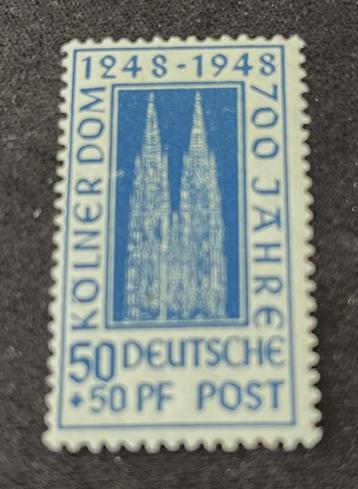 1248-1948
KÖLNER DOM
700 JAHRE
50 DEUTSCHE
+50 PF POST